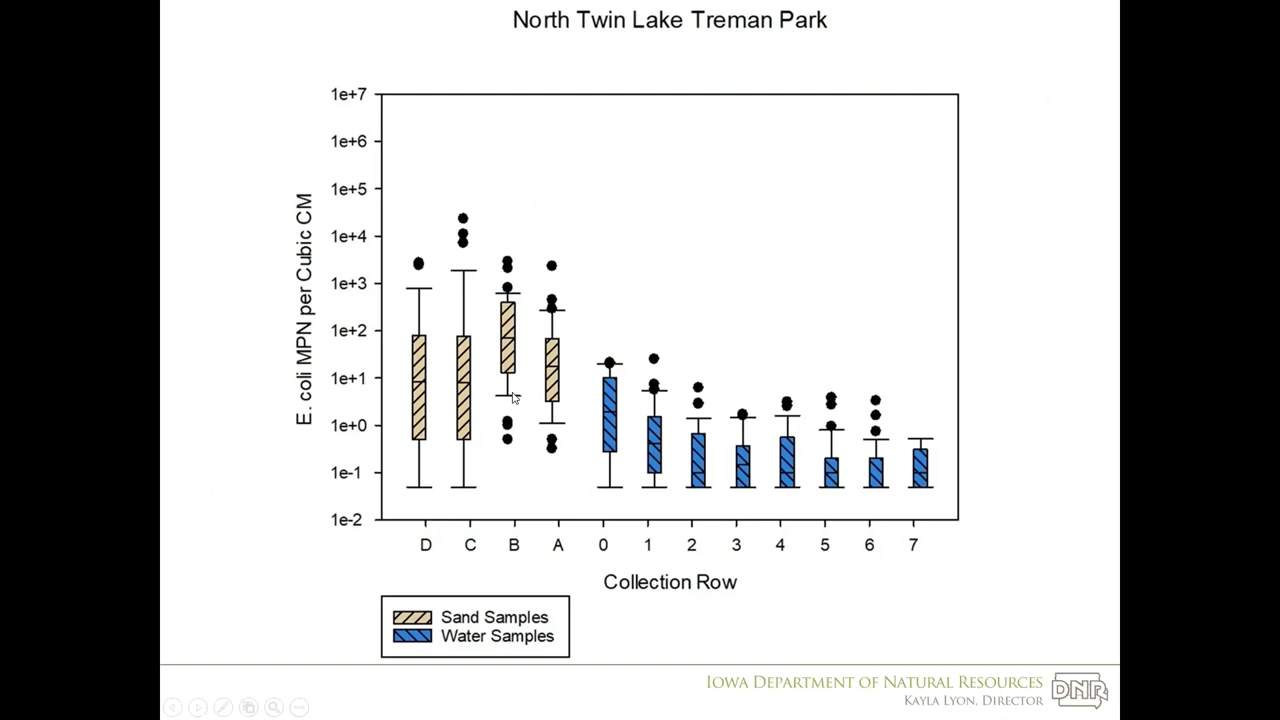 North Twin Lake Treman Park
1e+7
1e+6
1e+5
1e+4
1e+3
1e+2
1e+1
1e+0
1e-1
1e-2
E. coli MPN per Cubic CM
D C B A 0 1 2 3 4 5 6 7
Collection Row
Sand Samples
Water Samples
IOWA DEPARTMENT OF NATURAL RESOURCES
KAYLA LYON, DIRECTOR
DNR